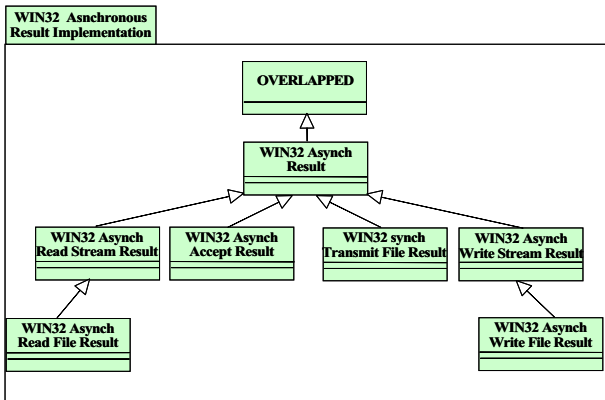 WIN32  Asnchronous
Result Implementation
OVERLAPPED
WIN32 Asynch
Result
WIN32 Asynch
Read Stream Result
WIN32 Asynch
Accept Result
WIN32 synch
Transmit File Result
WIN32 Asynch
Write Stream Result
WIN32 Asynch
Read File Result
WIN32 Asynch
Write File Result